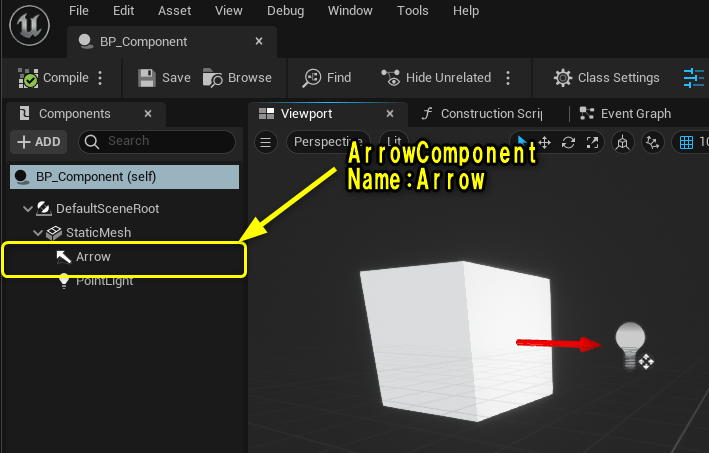 File Edit Asset View Debug Window Tools Help
BP_Component
Compile Save Browse Find Hide Unrelated Class Settings
Components Viewport Construction Scrip Event Graph
ADD Search Perspective Lit 10
ArrowComponent
Name:Arrow
BP_Component (self)
DefaultSceneRoot
StaticMesh
Arrow
PointLight